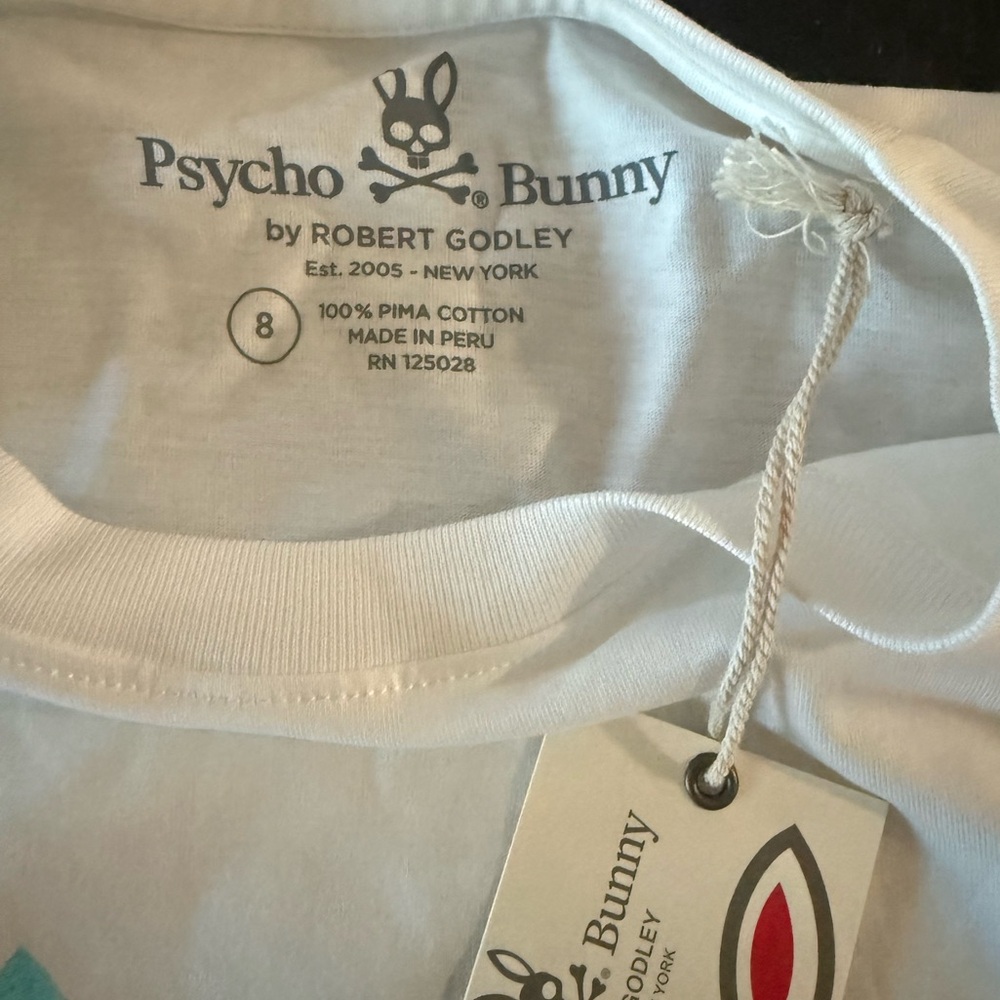 Psycho Bunny
®
by ROBERT GODLEY
Est. 2005 - NEW YORK
8
100% PIMA COTTON
MADE IN PERU
RN 125028
Bunny
®
GODLEY
YORK